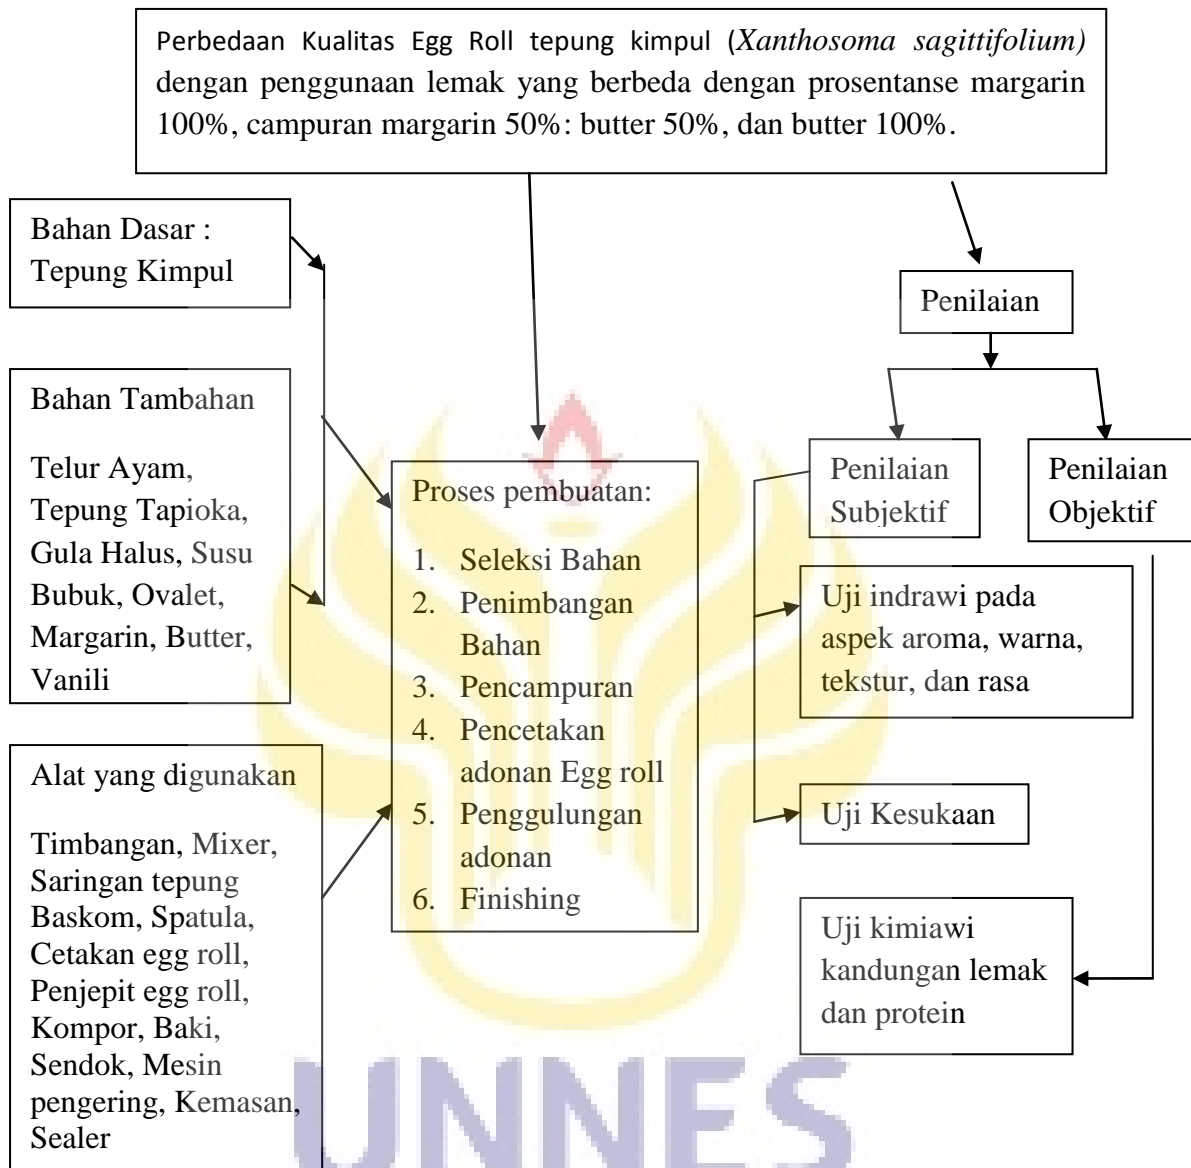 Perbedaan Kualitas Egg Roll tepung kimpul (Xanthosoma sagittifolium)
dengan penggunaan lemak yang berbeda dengan prosentanse margarin
100%, campuran margarin 50%: butter 50%, dan butter 100%.
Bahan Dasar :
Tepung Kimpul
Bahan Tambahan
Telur Ayam,
Tepung Tapioka,
Gula Halus, Susu
Bubuk, Ovalet,
Margarin, Butter,
Vanili
Alat yang digunakan
Timbangan, Mixer,
Saringan tepung
Baskom, Spatula,
Cetakan egg roll,
Penjepit egg roll,
Kompor, Baki,
Sendok, Mesin
pengering, Kemasan,
Sealer
Proses pembuatan:
1. Seleksi Bahan
2. Penimbangan
Bahan
3. Pencampuran
4. Pencetakan
adonan Egg roll
5. Penggulungan
adonan
6. Finishing
Penilaian
Penilaian
Subjektif
Penilaian
Objektif
Uji indrawi pada
aspek aroma, warna,
tekstur, dan rasa
Uji Kesukaan
Uji kimiawi
kandungan lemak
dan protein
UNNES